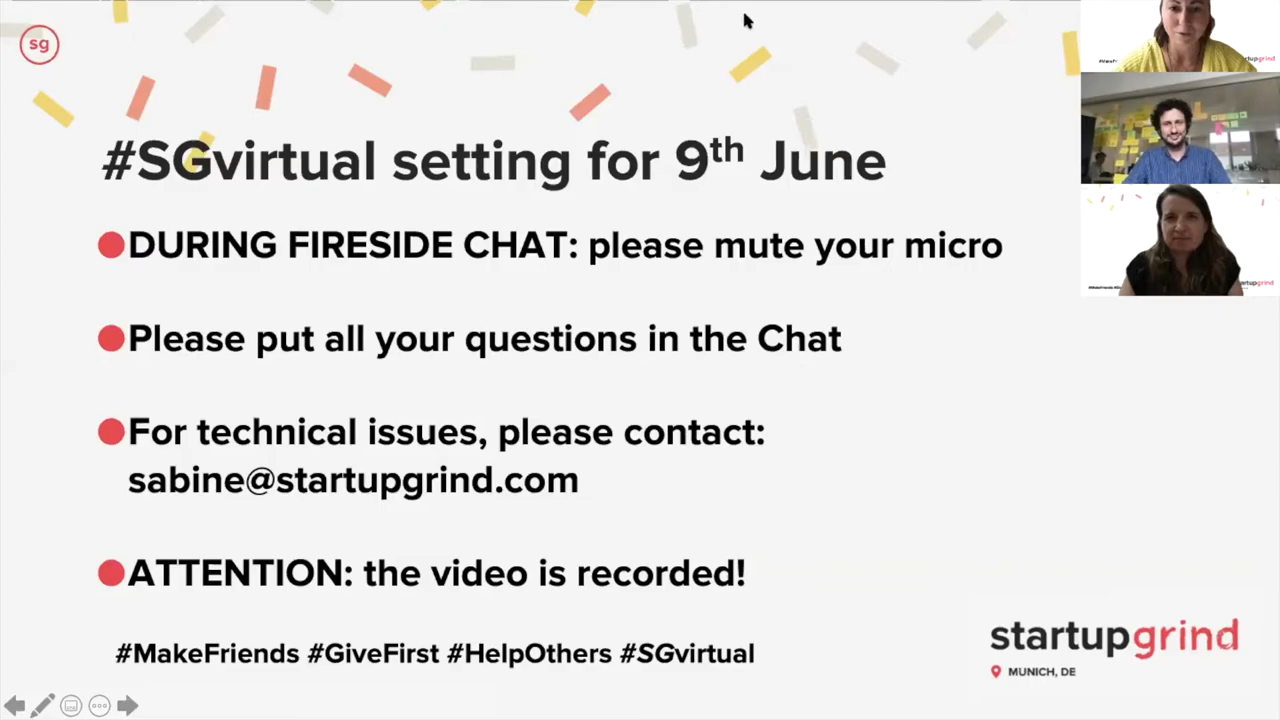 sg
#SGvirtual setting for 9th June
DURING FIRESIDE CHAT: please mute your micro
Please put all your questions in the Chat
For technical issues, please contact:
sabine@startupgrind.com
ATTENTION: the video is recorded!
#MakeFriends #GiveFirst #HelpOthers #SGvirtual
startupgrind
MUNICH, DE